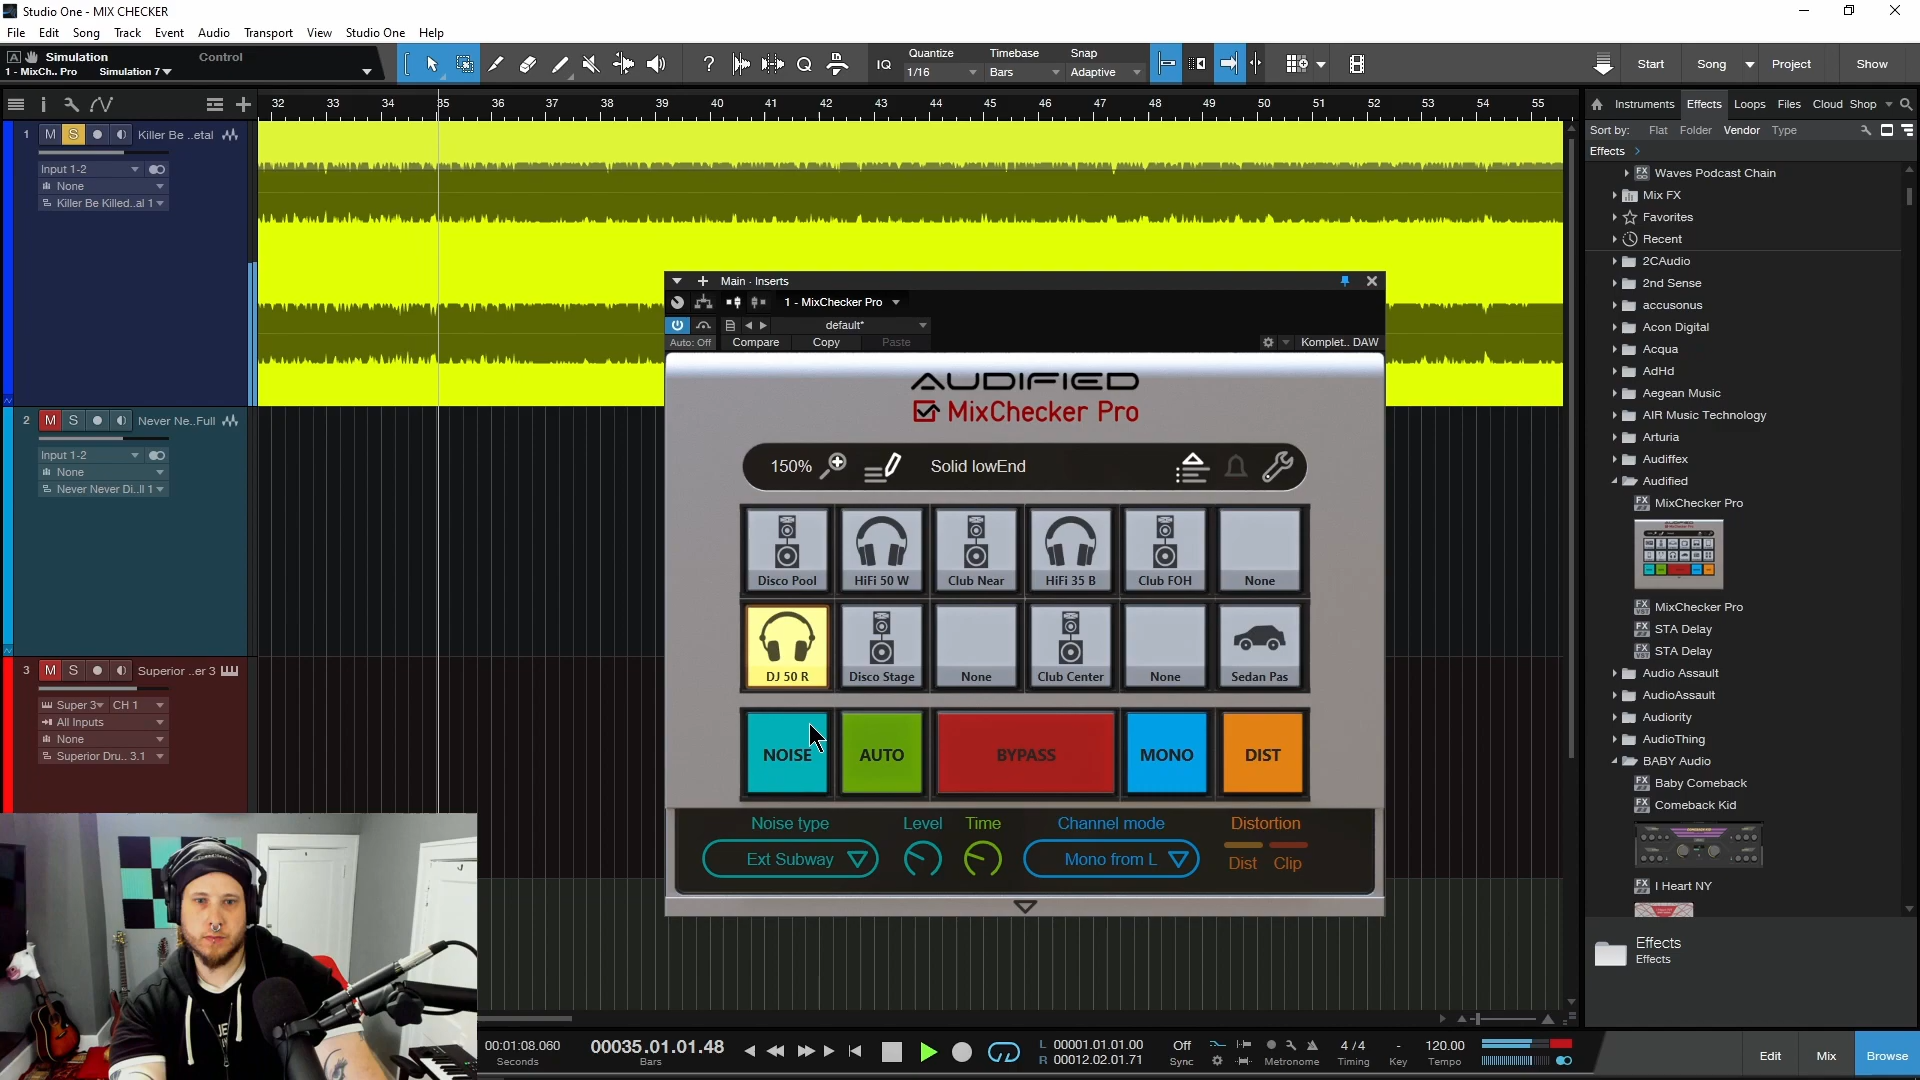 Studio One - MIX CHECKER
File Edit Song Track Event Audio Transport View Studio One Help
Simulation Control
1 - MixCh.. Pro Simulation 7
IQ
Quantize Timebase Snap
1/16 Bars Adaptive
Start Song Project Show
32 33 34 35 36 37 38 39 40 41 42 43 44 45 46 47 48 49 50 51 52 53 54 55
1 M S Killer Be ..etal
Input 1-2
None
Killer Be Killed..al 1
2 M S Never Ne..Full
Input 1-2
None
Never Never Di..ll 1
3 M S Superior ..er 3
Super 3 CH 1
All Inputs
None
Superior Dru.. 3.1
Main - Inserts
1 - MixChecker Pro
default*
Auto: Off Compare Copy Paste Komplet.. DAW
AUDIFIED
MixChecker Pro
150% Solid lowEnd
Disco Pool HiFi 50 W Club Near HiFi 35 B Club FOH None
DJ 50 R Disco Stage None Club Center None Sedan Pas
NOISE AUTO BYPASS MONO DIST
Noise type Level Time Channel mode Distortion
Ext Subway Mono from L Dist Clip
Instruments Effects Loops Files Cloud Shop
Sort by: Flat Folder Vendor Type
Effects
Waves Podcast Chain
Mix FX
Favorites
Recent
2CAudio
2nd Sense
accusonus
Acon Digital
Acqua
AdHd
Aegean Music
AIR Music Technology
Arturia
Audiffex
Audified
MixChecker Pro
MixChecker Pro
STA Delay
STA Delay
Audio Assault
AudioAssault
Audiority
AudioThing
BABY Audio
Baby Comeback
Comeback Kid
I Heart NY
Effects
Effects
00:01:08.060
Seconds
00035.01.01.48
Bars
L 00001.01.01.00
R 00012.02.01.71
Off
Sync
Metronome
4 / 4
Timing
-
Key
120.00
Tempo
Edit Mix Browse